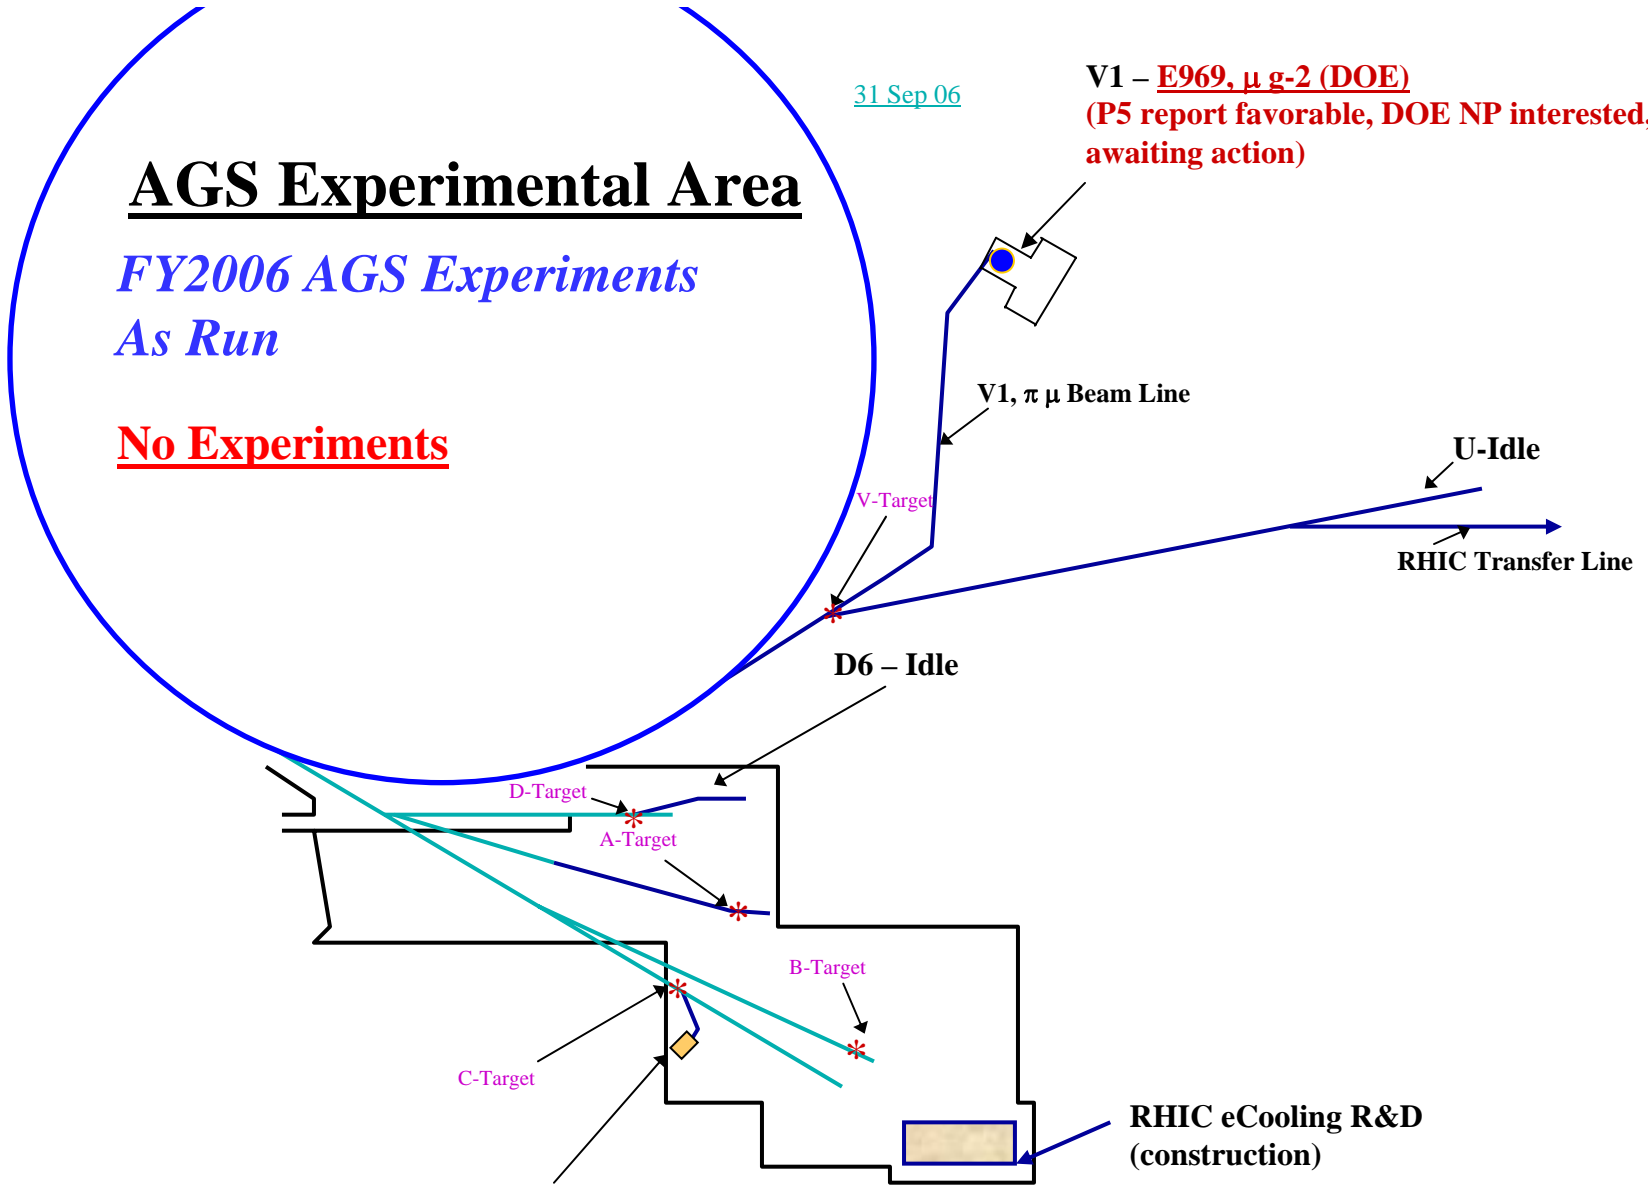 31 Sep 06
V1 – E969, μ g-2 (DOE)
(P5 report favorable, DOE NP interested,
awaiting action)
AGS Experimental Area
FY2006 AGS Experiments
As Run
No Experiments
V1, π μ Beam Line
U-Idle
V-Target
RHIC Transfer Line
D6 – Idle
D-Target
A-Target
B-Target
C-Target
RHIC eCooling R&D
(construction)